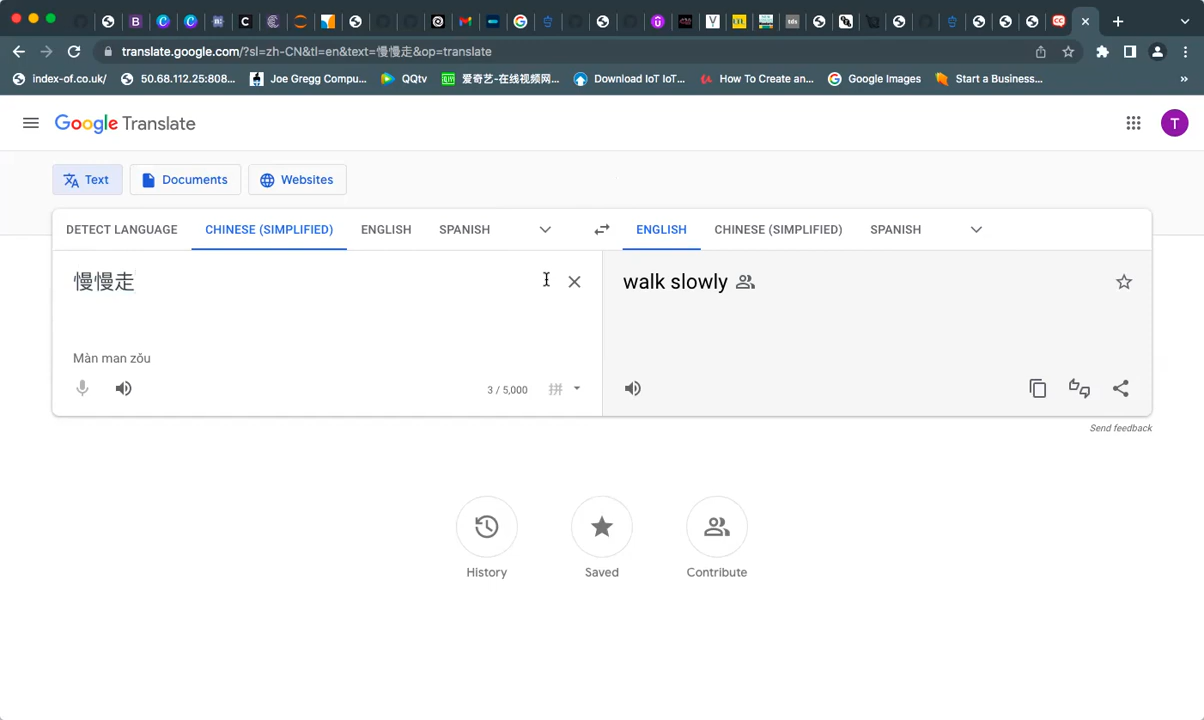 translate.google.com/?sl=zh-CN&tl=en&text=慢慢走&op=translate
index-of.co.uk/
50.68.112.25:808...
Joe Gregg Compu...
QQtv
爱奇艺-在线视频网...
Download IoT IoT...
How To Create an...
Google Images
Start a Business...
»
Google Translate
T
Text
Documents
Websites
DETECT LANGUAGE
CHINESE (SIMPLIFIED)
ENGLISH
SPANISH
ENGLISH
CHINESE (SIMPLIFIED)
SPANISH
慢慢走
walk slowly
Màn man zǒu
3 / 5,000
拼
Send feedback
History
Saved
Contribute